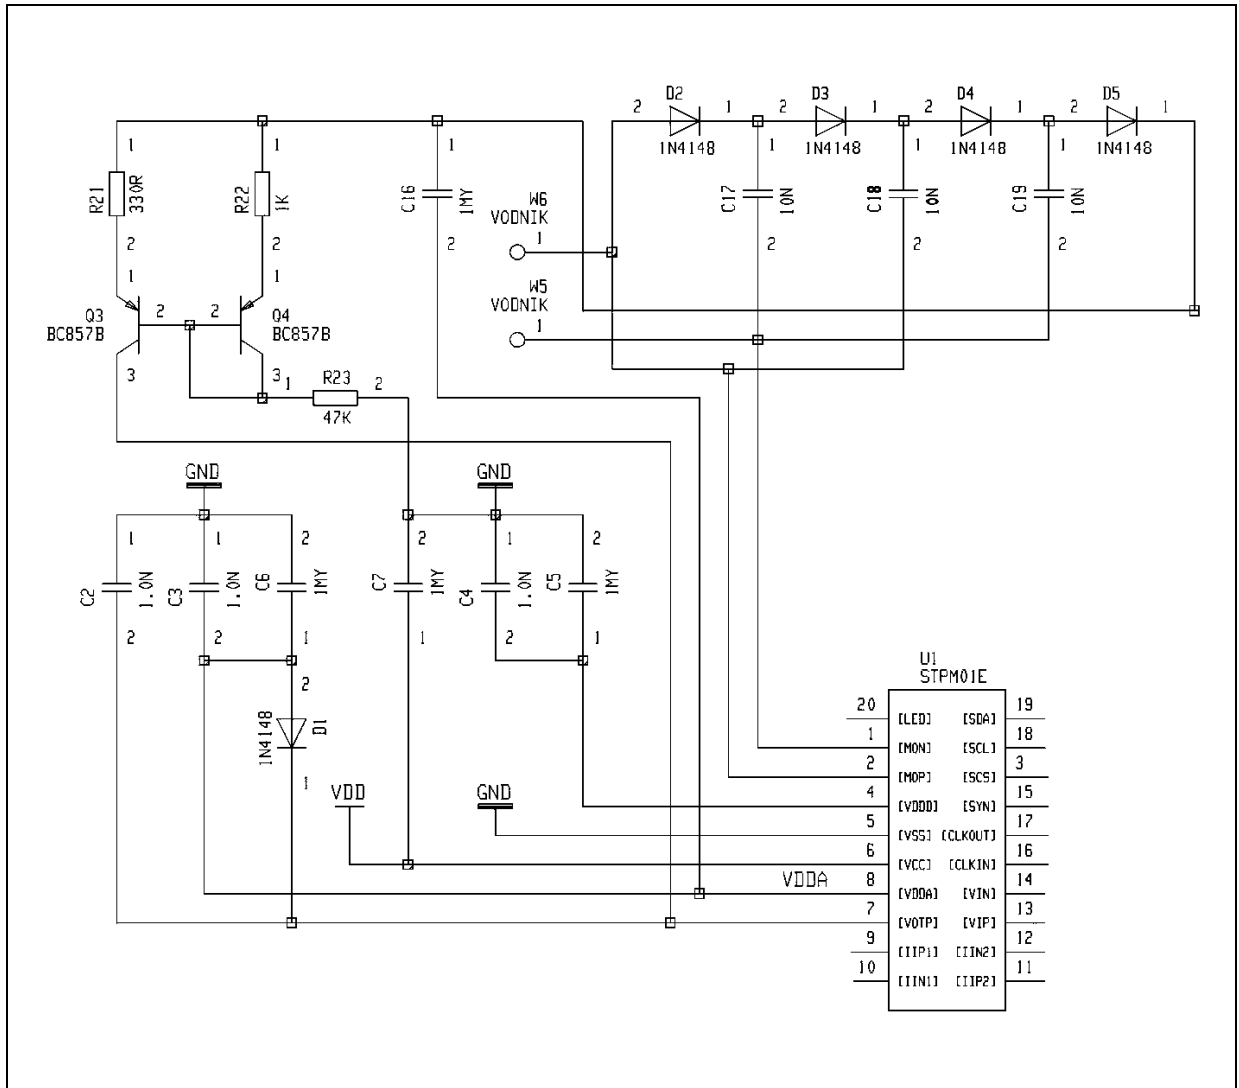 D2
D3
D4
D5
2
1
2
1
2
1
2
1
1N4148
1N4148
1N4148
1N4148
1
1
1
1
1
1
R21
330R
R22
1K
C16
1MY
C17
10N
C18
10N
C19
10N
W6
VODNIK
1
2
2
2
2
2
2
1
1
W5
VODNIK
1
Q3
BC857B
2
2
Q4
BC857B
3
3
1
R23
2
47K
GND
GND
1
1
2
2
1
2
C2
1.0N
C3
1.0N
C6
1MY
C7
1MY
C4
1.0N
C5
1MY
2
2
1
1
2
1
2
1N4148
D1
1
VDD
GND
VDDA
U1
STPM01E
20
[LED]
[SDA]
19
1
[MON]
[SCL]
18
2
[MOP]
[SCS]
3
4
[VDDD]
[SYN]
15
5
[VSS]
[CLKOUT]
17
6
[VCC]
[CLKIN]
16
8
[VDDA]
[VIN]
14
7
[VOTP]
[VIP]
13
9
[IIP1]
[IIN2]
12
10
[IIN1]
[IIP2]
11